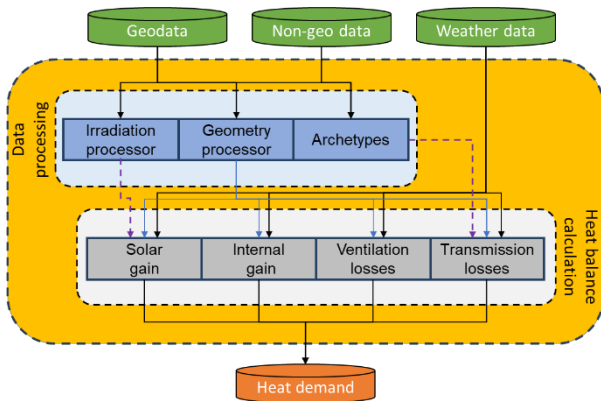 Geodata
Non-geo data
Weather data
Data
processing
Irradiation
processor
Geometry
processor
Archetypes
Heat balance
calculation
Solar
gain
Internal
gain
Ventilation
losses
Transmission
losses
Heat demand